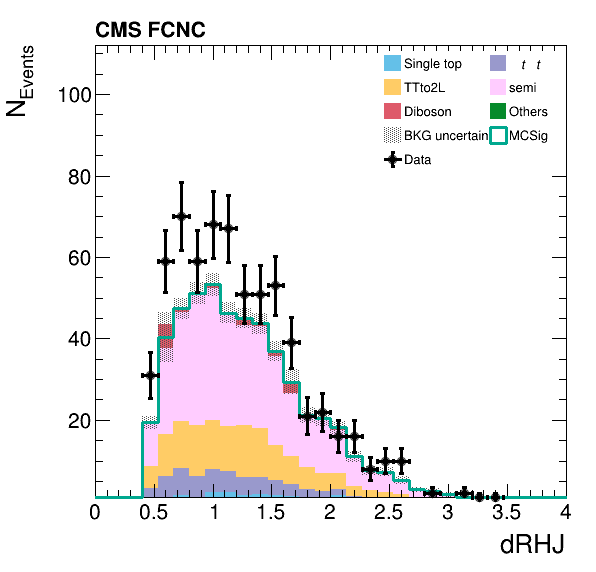 CMS FCNC
N_Events
Single top
t t
TTto2L
semi
Diboson
Others
BKG uncertain
MCSig
Data
100
80
60
40
20
0 0.5 1 1.5 2 2.5 3 3.5 4
dRHJ